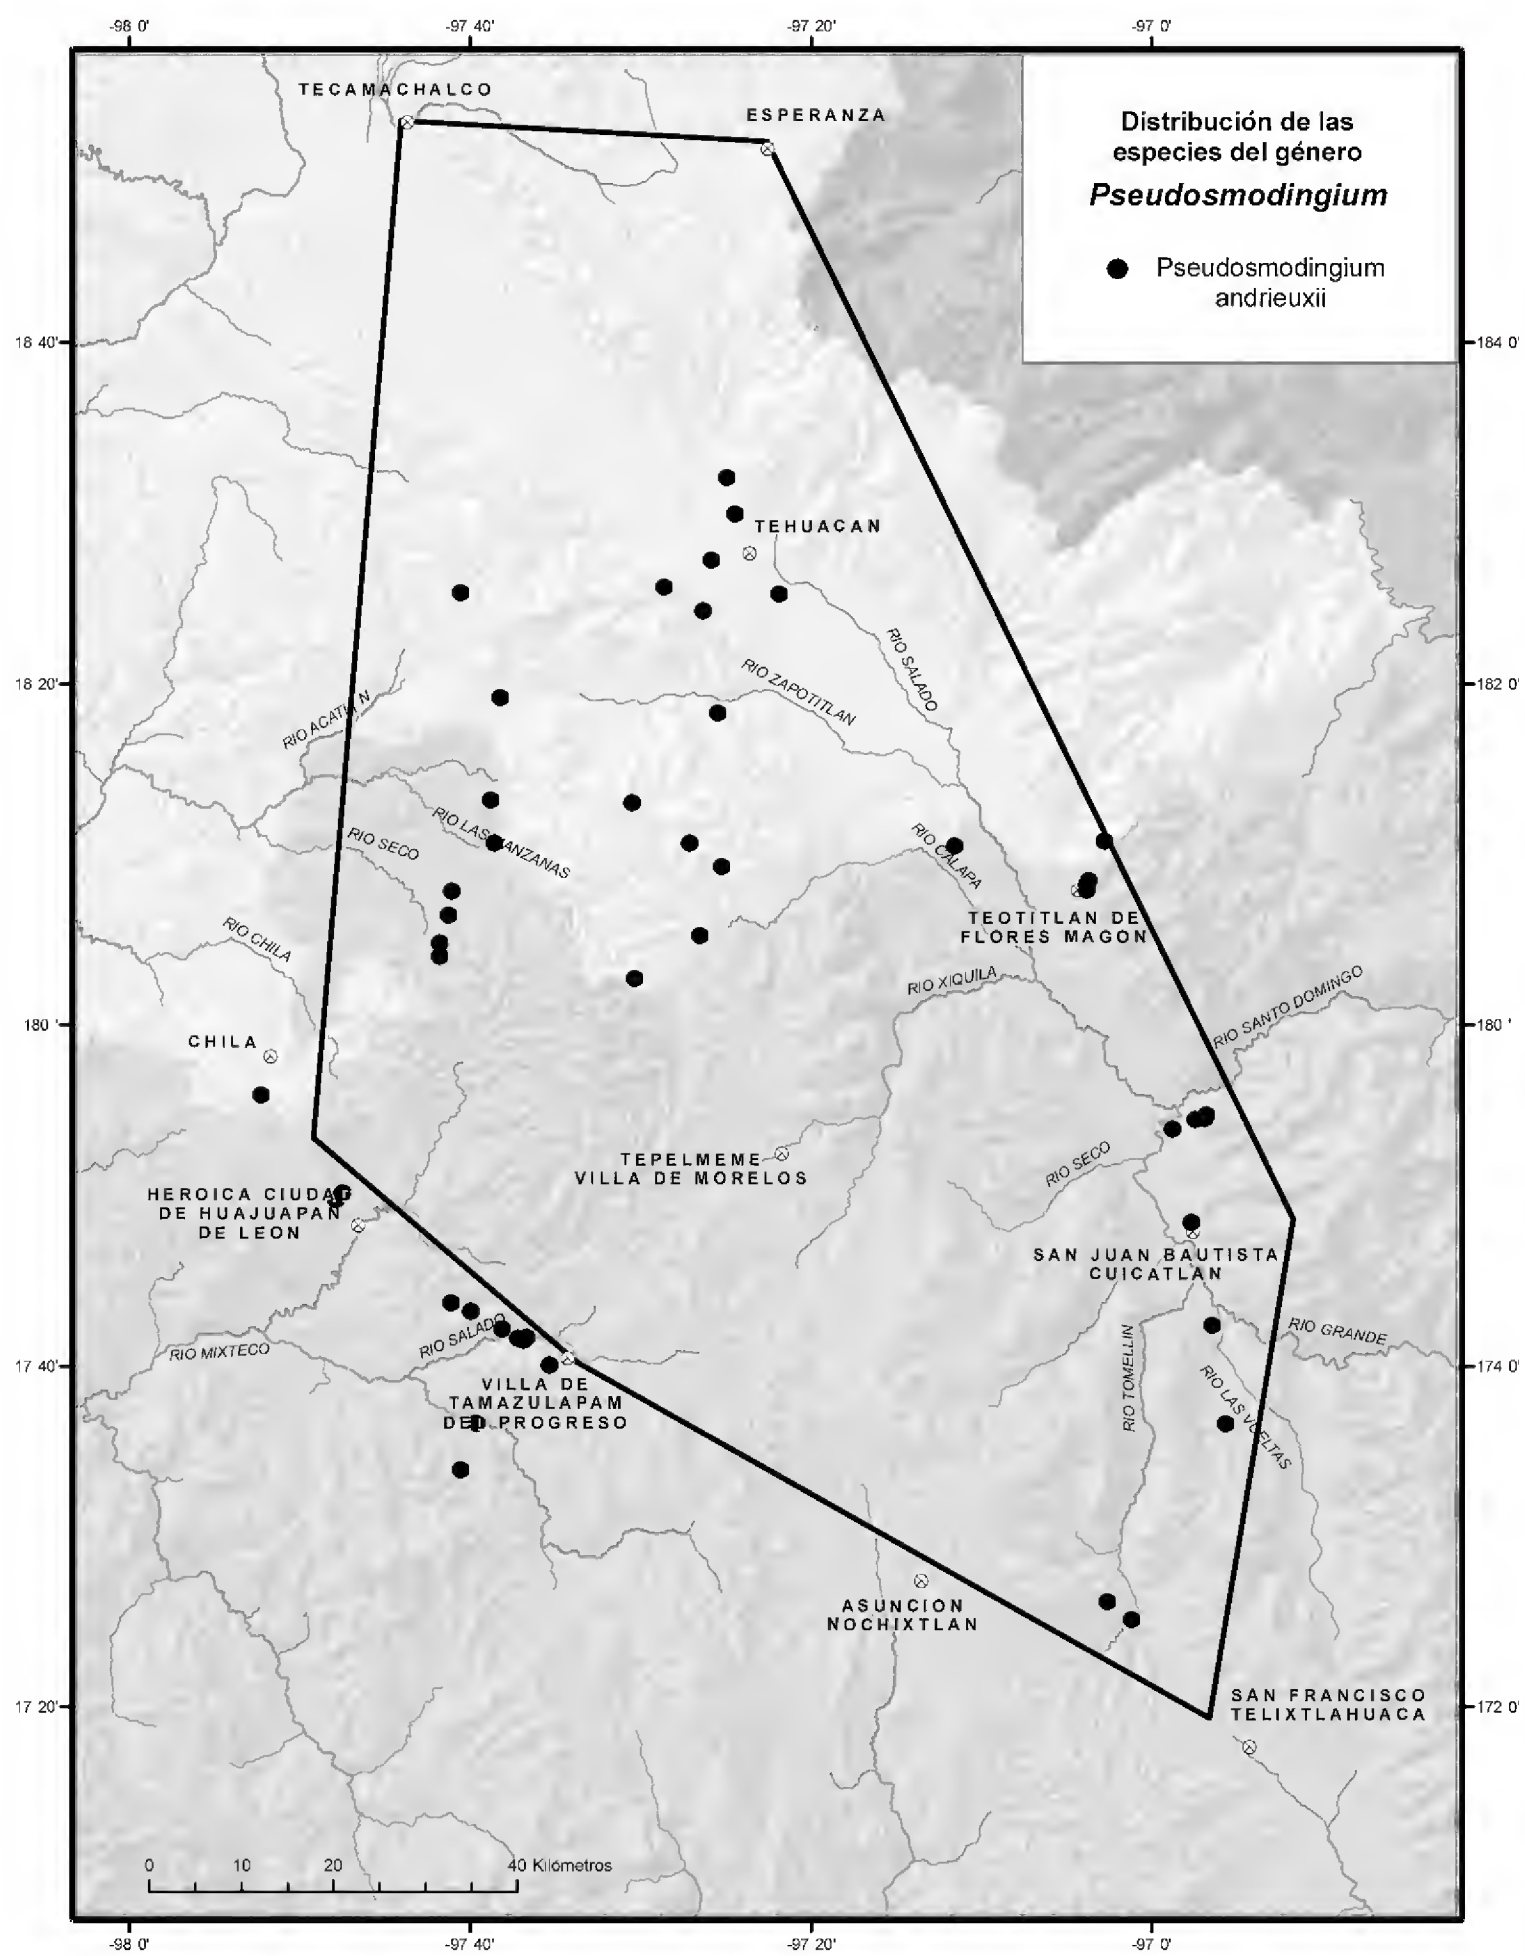 -98 0'
-97 40'
-97 20'
-97 0'
TECAMACHALCO
ESPERANZA
Distribución de las
especies del género
Pseudosmodingium
Pseudosmodingium
andrieuxii
18 40'
184 0'
TEHUACAN
RIO SALADO
RIO ZAPOTITLAN
18 20'
182 0'
RIO LAS MANZANAS
RIO SECO
RIO CALAPA
TEOTITLAN DE
FLORES MAGON
RIO CHILA
RIO XIQUILA
RIO SANTO DOMINGO
180 '
180 '
CHILA
TEPELMEME
VILLA DE MORELOS
RIO SECO
HEROICA CIUDAD
DE HUAJUAPAN
DE LEON
SAN JUAN BAUTISTA
CUICATLAN
RIO SALADO
RIO MIXTECO
RIO GRANDE
RIO TOMELLIN
RIO LAS VUELTAS
17 40'
174 0'
VILLA DE
TAMAZULAPAM
DEL PROGRESO
ASUNCION
NOCHIXTLAN
17 20'
172 0'
SAN FRANCISCO
TELIXTLAHUACA
0
10
20
40 Kilómetros
-98 0'
-97 40'
-97 20'
-97 0'